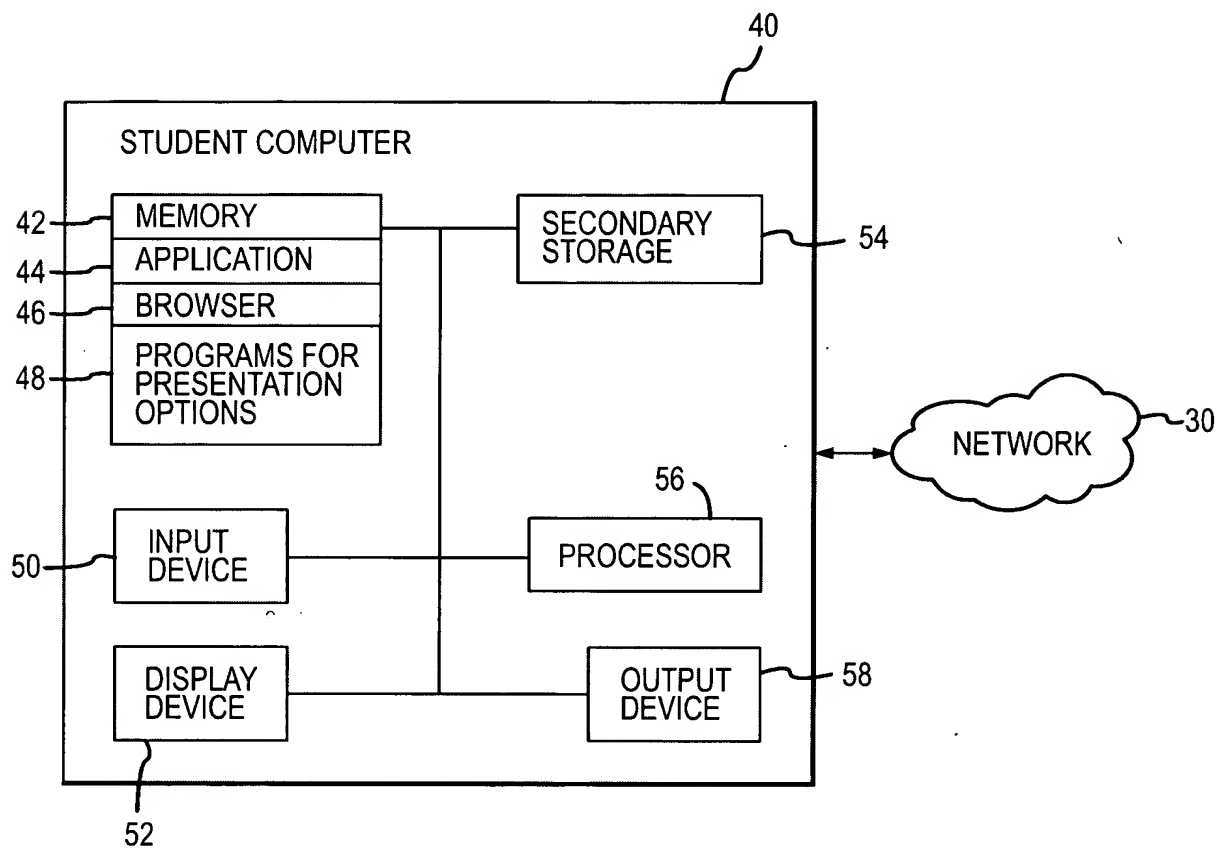 40
STUDENT COMPUTER
42
MEMORY
44
APPLICATION
46
BROWSER
48
PROGRAMS FOR
PRESENTATION
OPTIONS
SECONDARY
STORAGE
54
30
NETWORK
56
50
INPUT
DEVICE
PROCESSOR
DISPLAY
DEVICE
OUTPUT
DEVICE
58
52